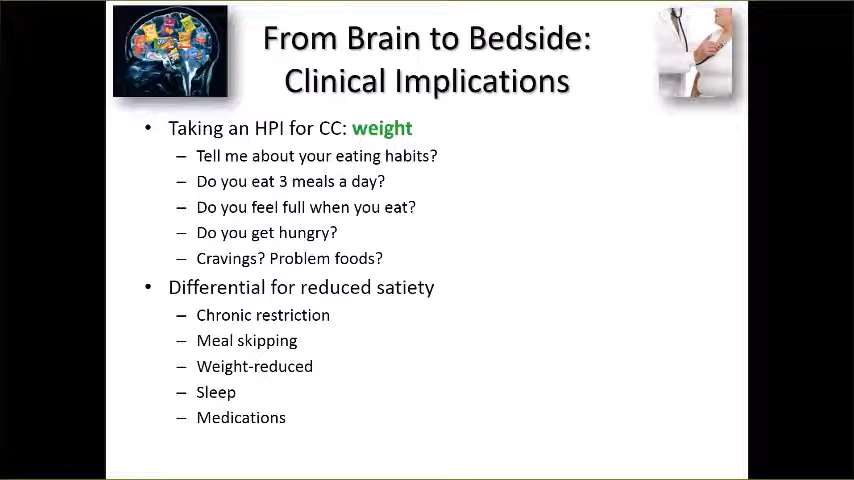 From Brain to Bedside:
Clinical Implications
• Taking an HPI for CC: weight
– Tell me about your eating habits?
– Do you eat 3 meals a day?
– Do you feel full when you eat?
– Do you get hungry?
– Cravings? Problem foods?
• Differential for reduced satiety
– Chronic restriction
– Meal skipping
– Weight-reduced
– Sleep
– Medications